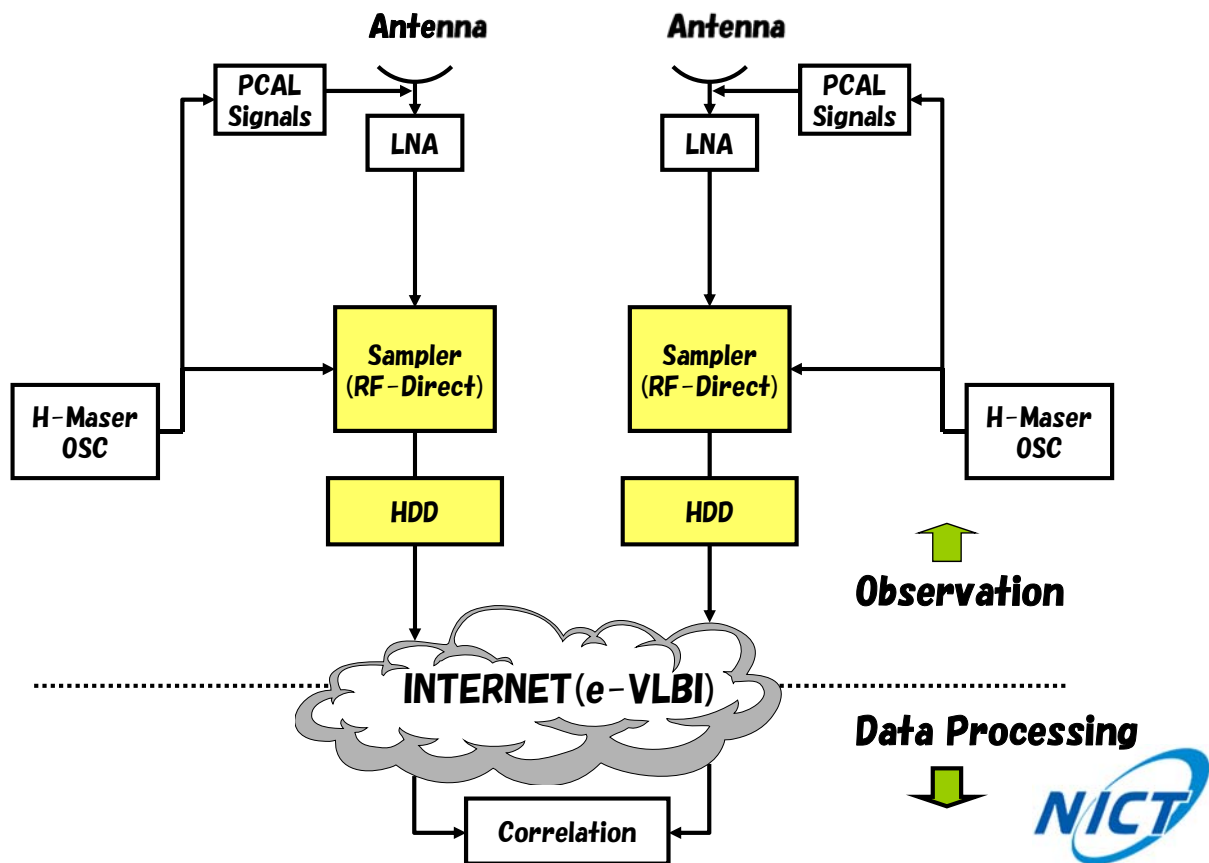 Antenna
Antenna
PCAL
Signals
PCAL
Signals
LNA
LNA
Sampler
(RF-Direct)
Sampler
(RF-Direct)
H-Maser
OSC
H-Maser
OSC
HDD
HDD
Observation
INTERNET(e-VLBI)
Data Processing
Correlation
NICT